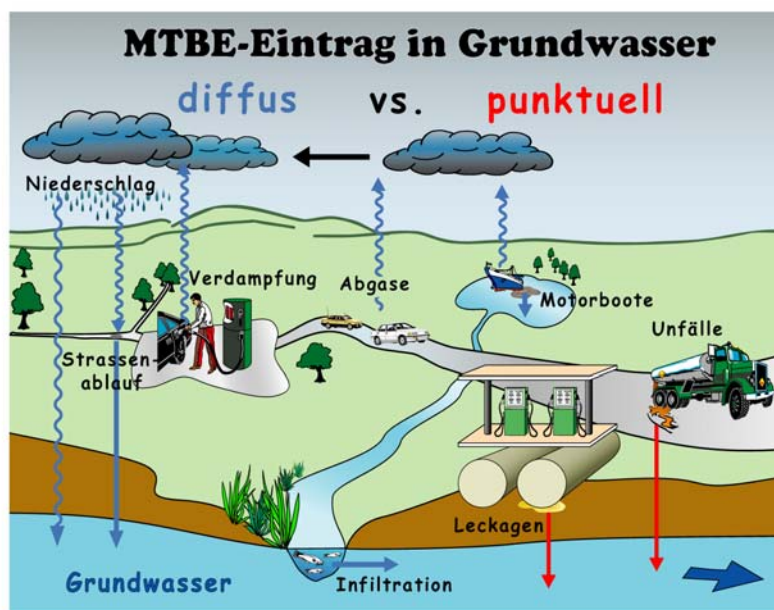 MTBE-Eintrag in Grundwasser
diffus vs. punktuell
Niederschlag
Verdampfung
Abgase
Motorboote
Unfälle
Strassen-
ablauf
Leckagen
Grundwasser
Infiltration